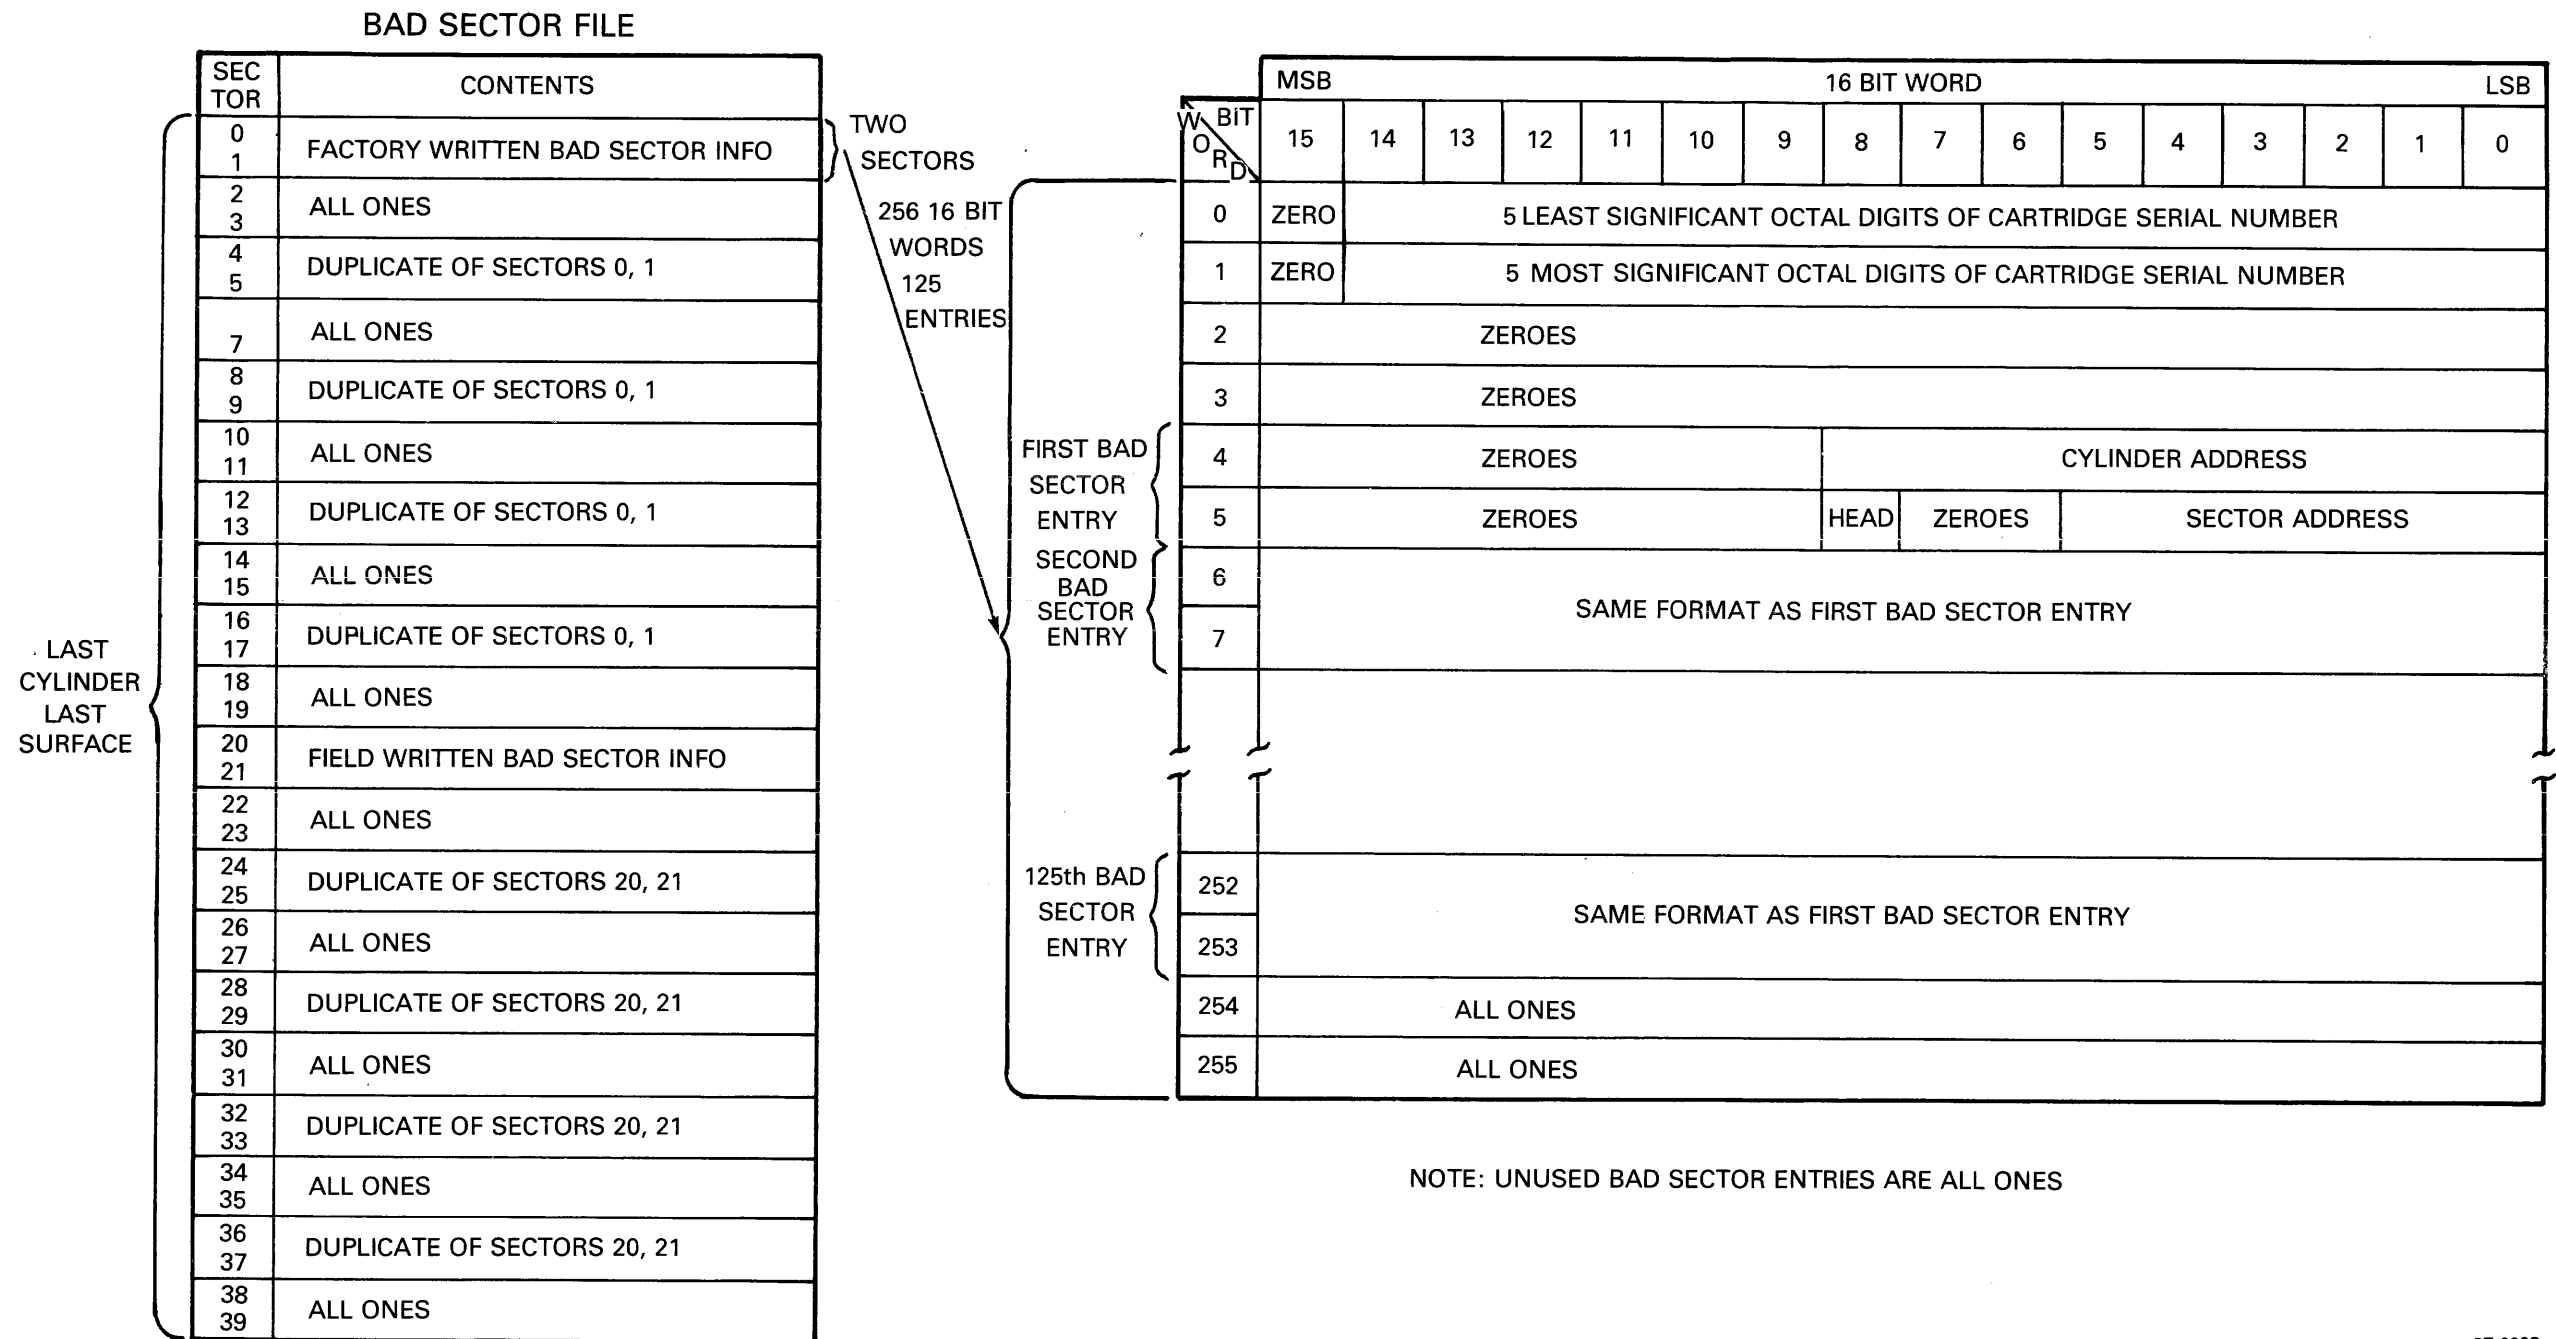 BAD SECTOR FILE
SEC
TOR
CONTENTS
0
1
FACTORY WRITTEN BAD SECTOR INFO
2
3
ALL ONES
4
5
DUPLICATE OF SECTORS 0, 1
7
ALL ONES
8
9
DUPLICATE OF SECTORS 0, 1
10
11
ALL ONES
12
13
DUPLICATE OF SECTORS 0, 1
14
15
ALL ONES
16
17
DUPLICATE OF SECTORS 0, 1
18
19
ALL ONES
20
21
FIELD WRITTEN BAD SECTOR INFO
22
23
ALL ONES
24
25
DUPLICATE OF SECTORS 20, 21
26
27
ALL ONES
28
29
DUPLICATE OF SECTORS 20, 21
30
31
ALL ONES
32
33
DUPLICATE OF SECTORS 20, 21
34
35
ALL ONES
36
37
DUPLICATE OF SECTORS 20, 21
38
39
ALL ONES
LAST
CYLINDER
LAST
SURFACE
TWO
SECTORS
256 16 BIT
WORDS
125
ENTRIES
MSB 16 BIT WORD LSB
WORD BIT 15 14 13 12 11 10 9 8 7 6 5 4 3 2 1 0
0 ZERO 5 LEAST SIGNIFICANT OCTAL DIGITS OF CARTRIDGE SERIAL NUMBER
1 ZERO 5 MOST SIGNIFICANT OCTAL DIGITS OF CARTRIDGE SERIAL NUMBER
2 ZEROES
3 ZEROES
FIRST BAD
SECTOR
ENTRY
4 ZEROES CYLINDER ADDRESS
5 ZEROES HEAD ZEROES SECTOR ADDRESS
SECOND
BAD
SECTOR
ENTRY
6
7
SAME FORMAT AS FIRST BAD SECTOR ENTRY
125th BAD
SECTOR
ENTRY
252
253
SAME FORMAT AS FIRST BAD SECTOR ENTRY
254 ALL ONES
255 ALL ONES
NOTE: UNUSED BAD SECTOR ENTRIES ARE ALL ONES